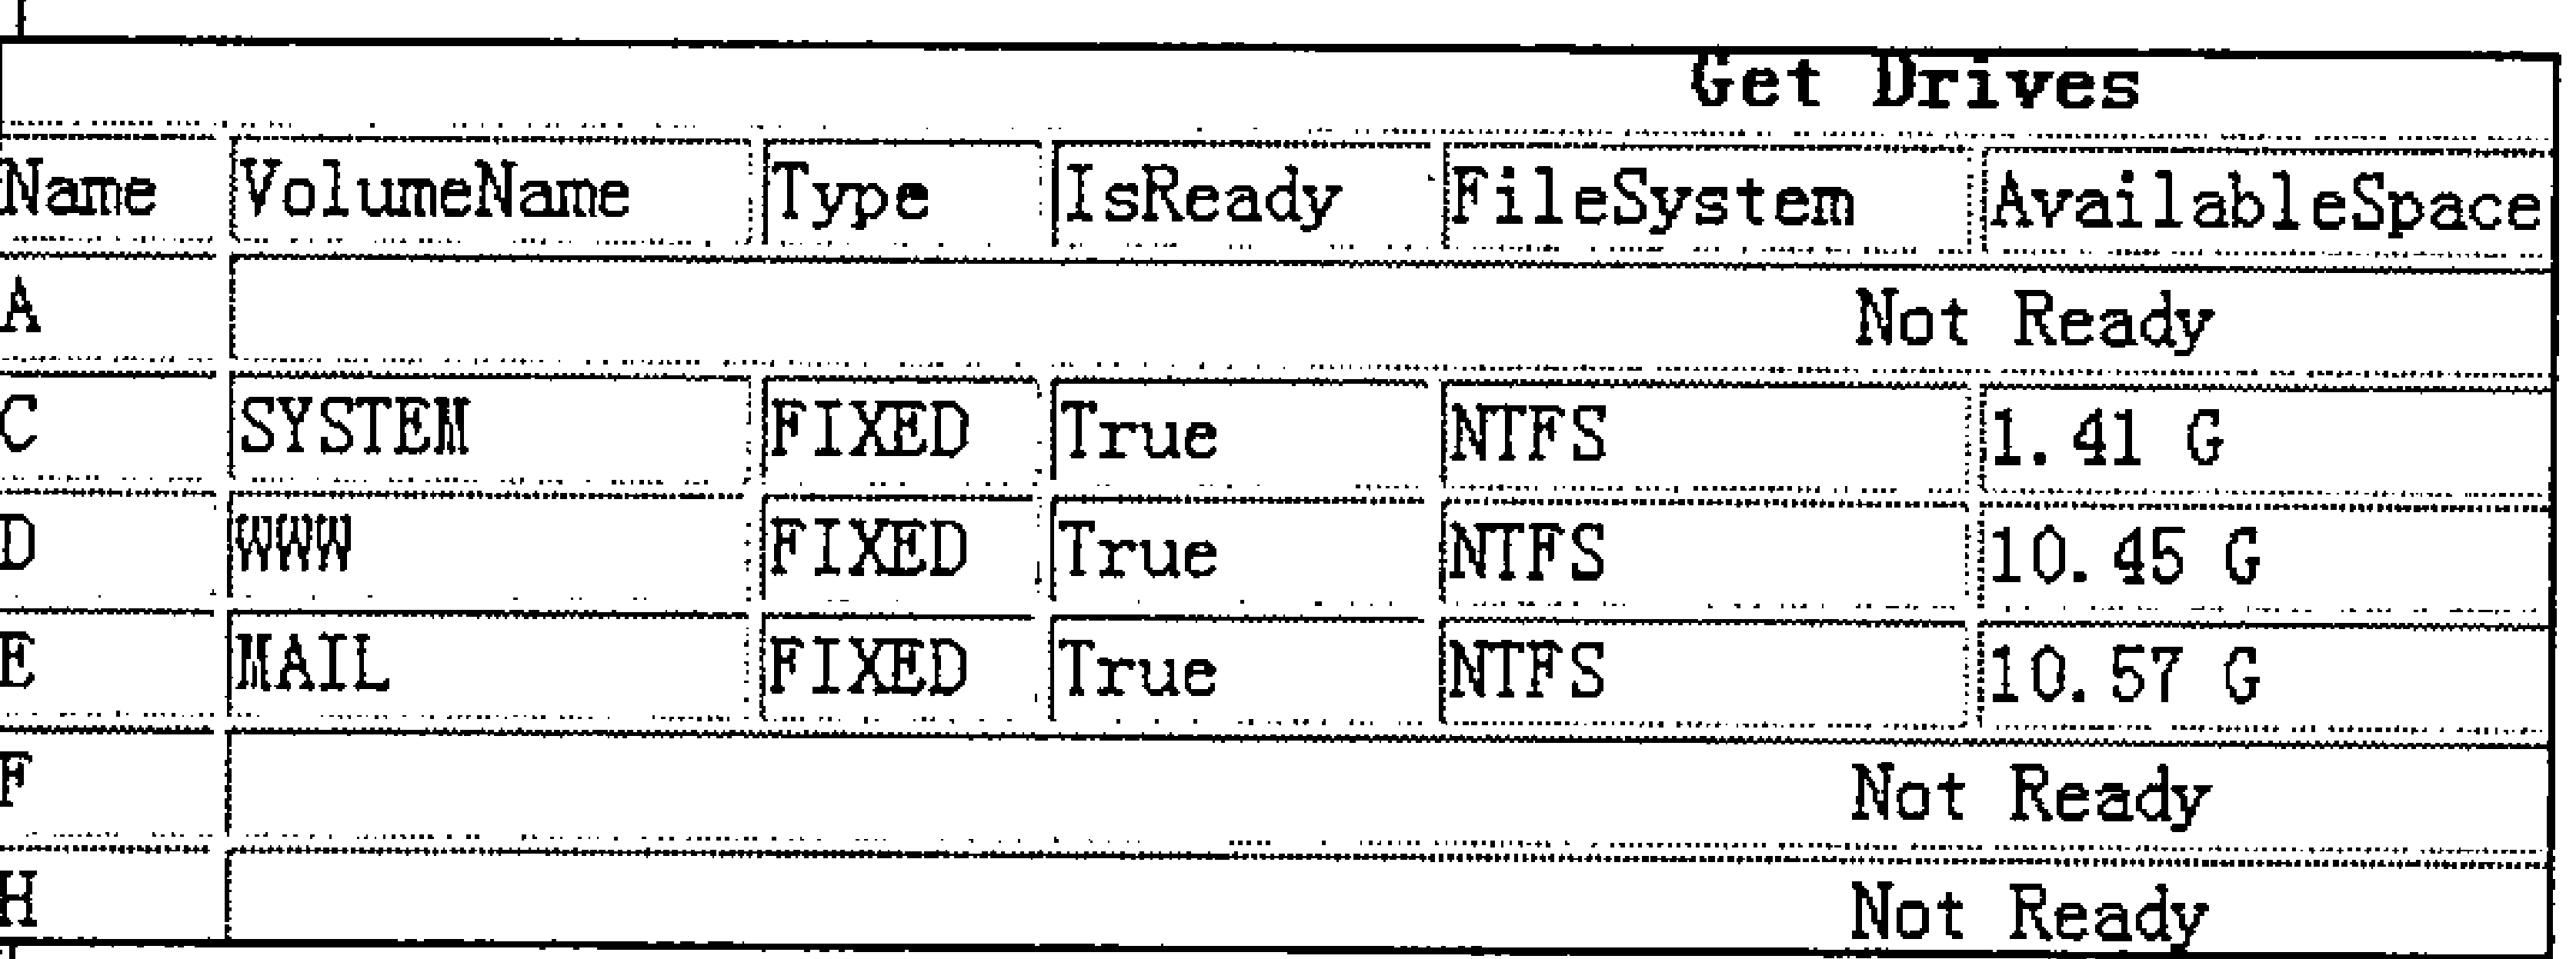 Get Drives
Name VolumeName Type IsReady FileSystem AvailableSpace
A Not Ready
C SYSTEM FIXED True NTFS 1.41 G
D WWW FIXED True NTFS 10.45 G
E MAIL FIXED True NTFS 10.57 G
F Not Ready
H Not Ready